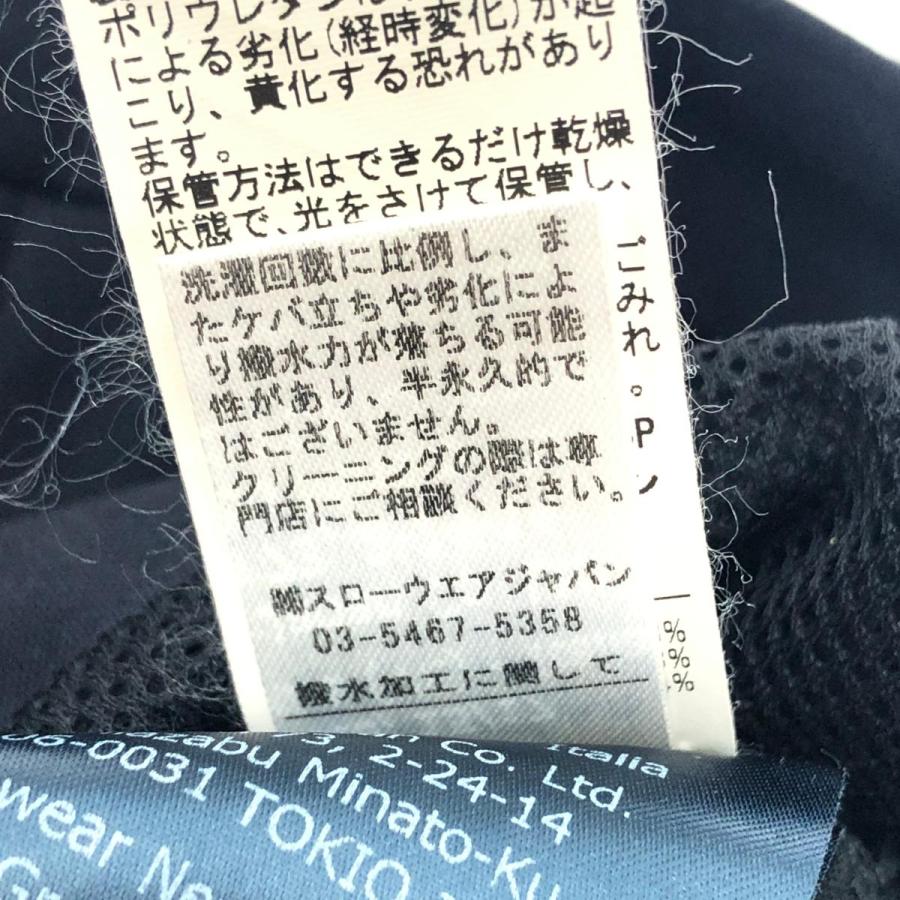 ポリウレタンは
による劣化(経時変化)が起
こり、黄化する恐れがあり
ます。
保管方法はできるだけ乾燥
状態で、光をさけて保管し、
洗濯回数に比例し、ま
たケバ立ちや劣化によ
り撥水力が落ちる可能
性があり、半永久的で
はございません。
クリーニングの際は専
門店にご相談ください。
㈱スローウエアジャパン
03-5467-5358
撥水加工に関して
ごみれ。
P
%
%
%
Italia
Co. Ltd.
3, 2-24-14
zabu Minato-Ku
06-0031 TOKIO
wear Ne